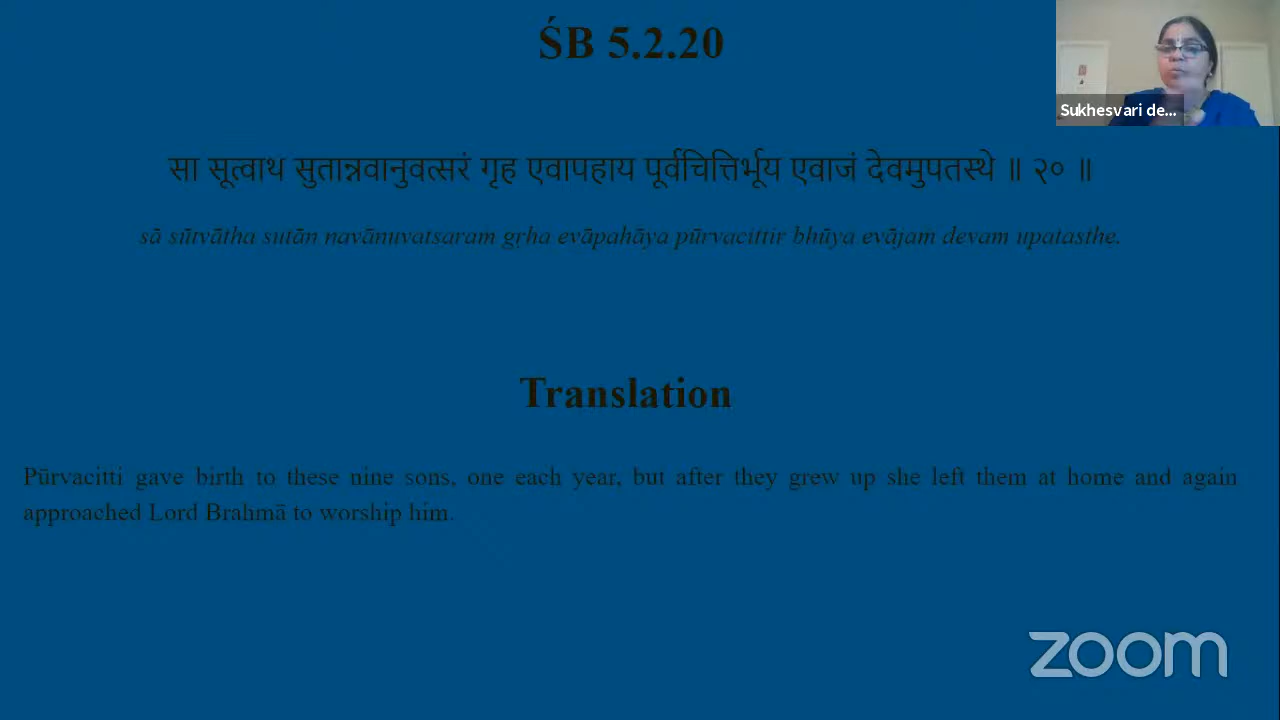 ŚB 5.2.20
Sukhesvari de...
सा सूत्वाथ सुतान्नवानुवत्सरं गृह एवापहाय पूर्वचित्तिर्भूय एवाजं देवमुपतस्थे ॥ २० ॥
sā sūtvātha sutān navānuvatsaraṁ gṛha evāpahāya pūrvacittir bhūya evājaṁ devam upatasthe.
Translation
Pūrvacitti gave birth to these nine sons, one each year, but after they grew up she left them at home and again
approached Lord Brahmā to worship him.
zoom